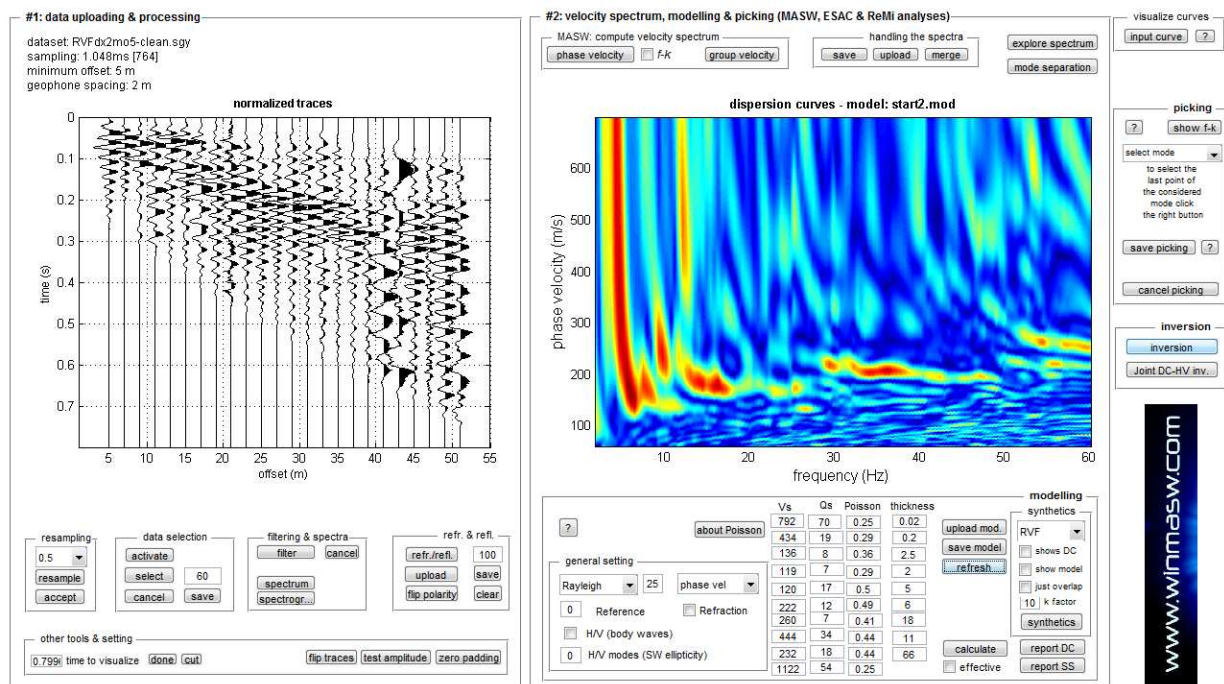 #1: data uploading & processing
dataset: RVFdx2mo5-clean.sgy
sampling: 1.048ms [764]
minimum offset: 5 m
geophone spacing: 2 m
normalized traces
0
0.1
0.2
0.3
0.4
0.5
0.6
0.7
time (s)
5 10 15 20 25 30 35 40 45 50 55
offset (m)
resampling
0.5
resample
accept
data selection
activate
select 60
cancel save
filtering & spectra
filter cancel
spectrum
spectrogr...
refr. & refl.
refr./refl. 100
upload save
flip polarity clear
other tools & setting
time to visualize done cut flip traces test amplitude zero padding
#2: velocity spectrum, modelling & picking (MASW, ESAC & ReMi analyses)
MASW: compute velocity spectrum
phase velocity f-k group velocity
handling the spectra
save upload merge
explore spectrum
mode separation
dispersion curves - model: start2.mod
600
500
400
300
200
100
phase velocity (m/s)
10 20 30 40 50 60
frequency (Hz)
modelling
? about Poisson
general setting
Rayleigh 25 phase vel
0 Reference Refraction
H/V (body waves)
0 H/V modes (SW ellipticity)
Vs Qs Poisson thickness
792 70 0.25 0.02
434 19 0.29 0.2
136 8 0.36 2.5
119 7 0.29 2
120 17 0.5 5
222 12 0.49 6
260 7 0.41 18
444 34 0.44 11
232 18 0.44 66
1122 54 0.25
upload mod.
save model
refresh
calculate
effective
synthetics
RVF
shows DC
show model
just overlap
10 k factor
synthetics
report DC
report SS
visualize curves
input curve ?
picking
? show f-k
select mode
to select the
last point of
the considered
mode click
the right button
save picking ?
cancel picking
inversion
inversion
Joint DC-HV inv.
www.winmasw.com